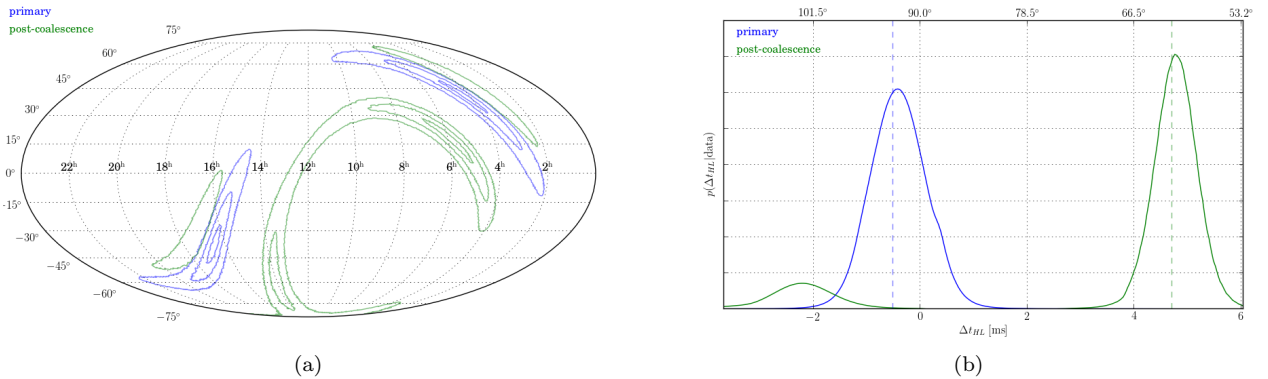 primary
post-coalescence
75°
60°
45°
30°
15°
0°
-15°
−30°
−45°
−60°
−75°
22h 20h 18h 16h 14h 12h 10h 8h 6h 4h 2h
(a)
101.5° 90.0° 78.5° 66.5° 53.2°
primary
post-coalescence
p(Δt_HL|data)
−2 0 2 4 6
Δt_HL [ms]
(b)